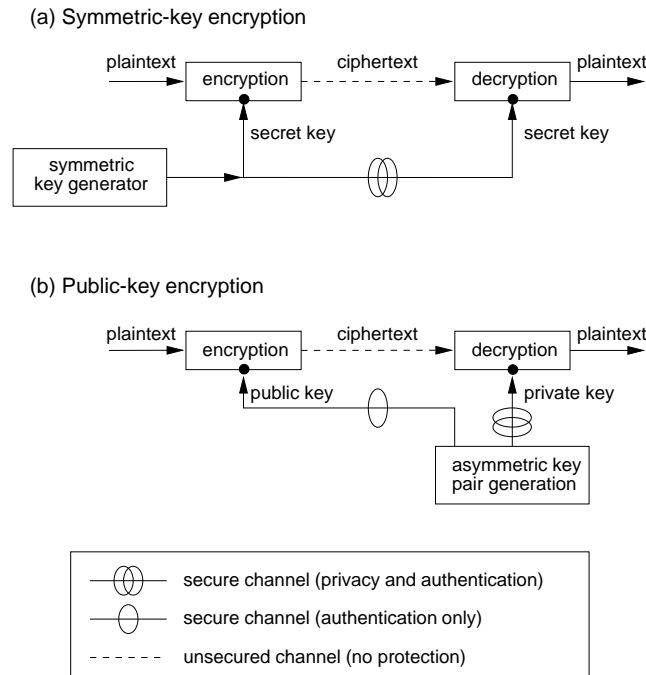 (a) Symmetric-key encryption
plaintext
encryption
ciphertext
decryption
plaintext
secret key
secret key
symmetric
key generator
(b) Public-key encryption
plaintext
encryption
ciphertext
decryption
plaintext
public key
private key
asymmetric key
pair generation
secure channel (privacy and authentication)
secure channel (authentication only)
unsecured channel (no protection)